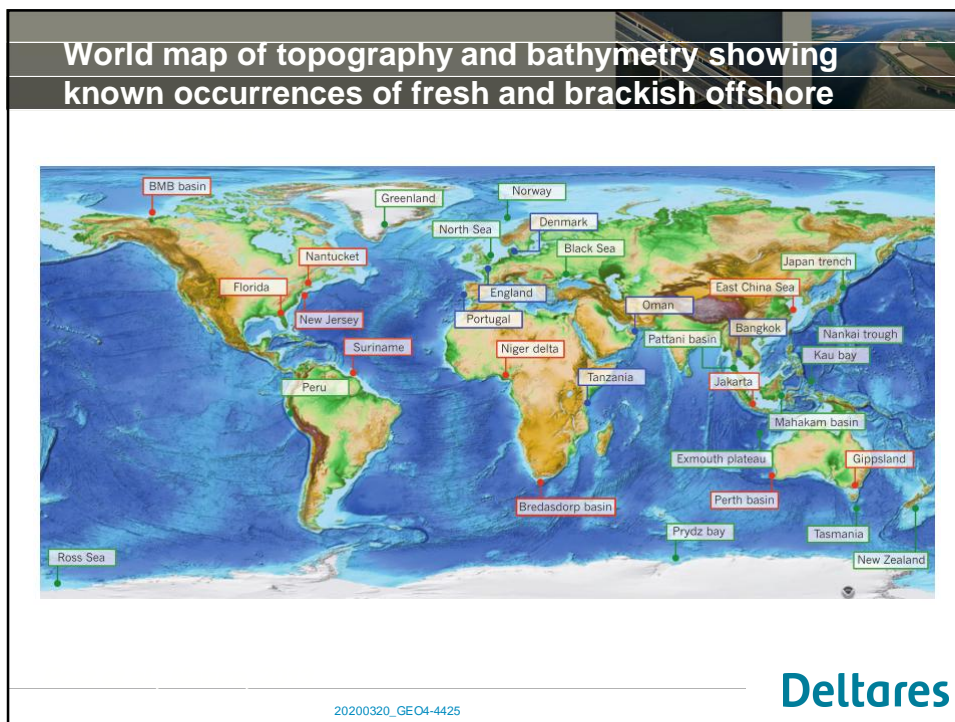 World map of topography and bathymetry showing
known occurrences of fresh and brackish offshore
BMB basin
Greenland
Norway
North Sea
Denmark
Black Sea
Nantucket
Japan trench
Florida
East China Sea
England
Oman
New Jersey
Portugal
Bangkok
Pattani basin
Nankai trough
Suriname
Niger delta
Kau bay
Tanzania
Jakarta
Peru
Mahakam basin
Exmouth plateau
Gippsland
Perth basin
Bredasdorp basin
Prydz bay
Tasmania
Ross Sea
New Zealand
Deltares
20200320_GEO4-4425